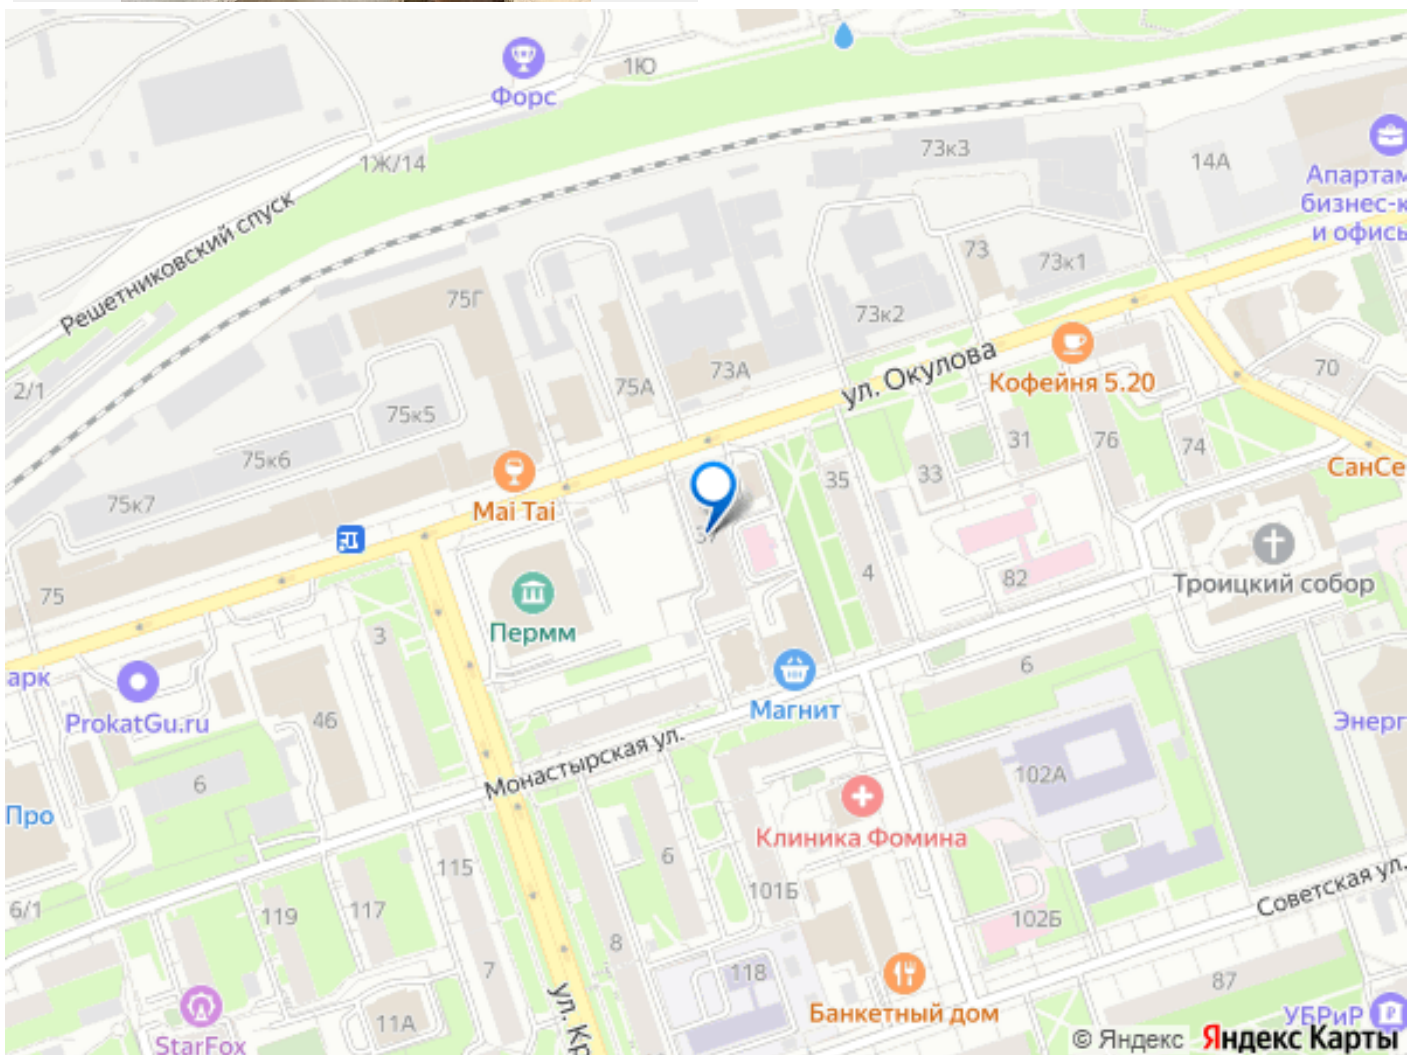 1Ю
Форс
73к3
1Ж/14
14А
Апартам
бизнес-к
и офисы
Решетниковский спуск
73
73к1
75Г
73к2
ул. Окулова
73А
70
Кофейня 5.20
2/1
75А
75к5
31
76
74
75к6
35
33
СанСе
75к7
Mai Tai
37
Троицкий собор
4
82
75
Пермм
3
6
арк
ProkatGu.ru
46
Магнит
Энерг
Монастырская ул.
102А
6
Про
Клиника Фомина
115
6
101Б
Советская ул.
6/1
119
117
102Б
8
7
118
87
Банкетный дом
ул. Кр
УБРиР
11А
StarFox
© Яндекс Яндекс Карты